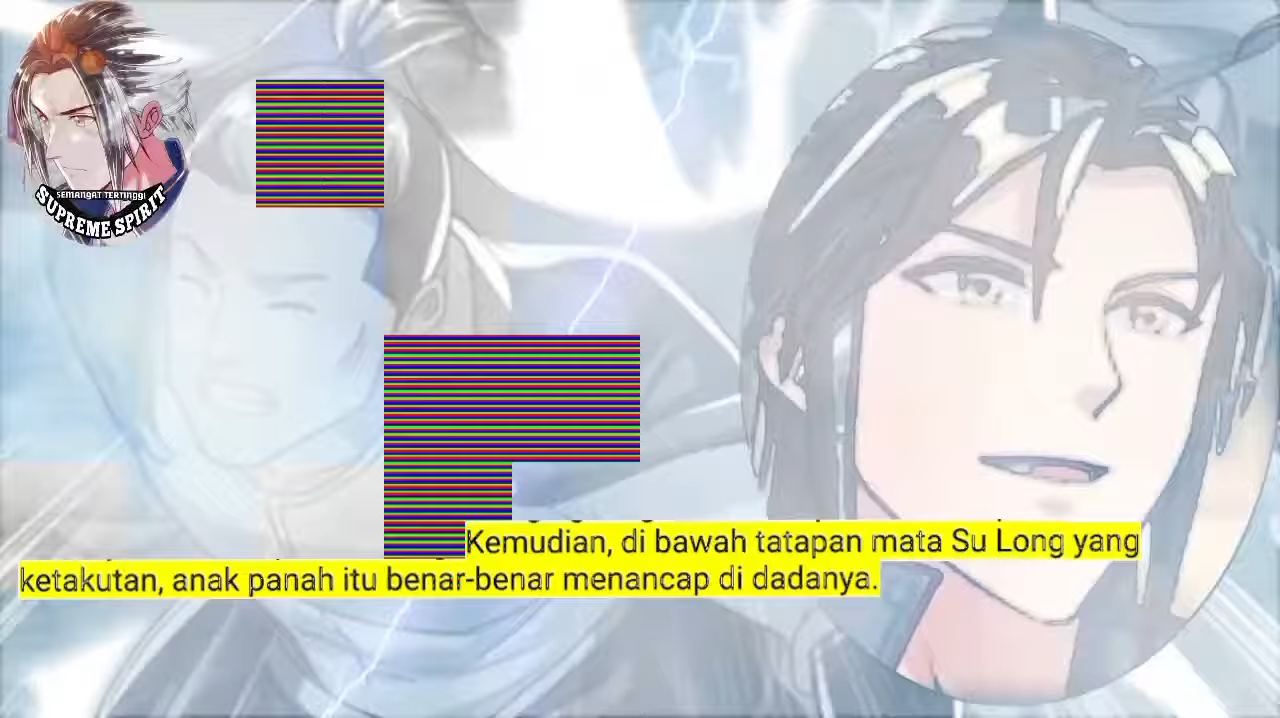 SEMANGAT TERTINGGI
SUPREME SPIRIT
Kemudian, di bawah tatapan mata Su Long yang
ketakutan, anak panah itu benar-benar menancap di dadanya.